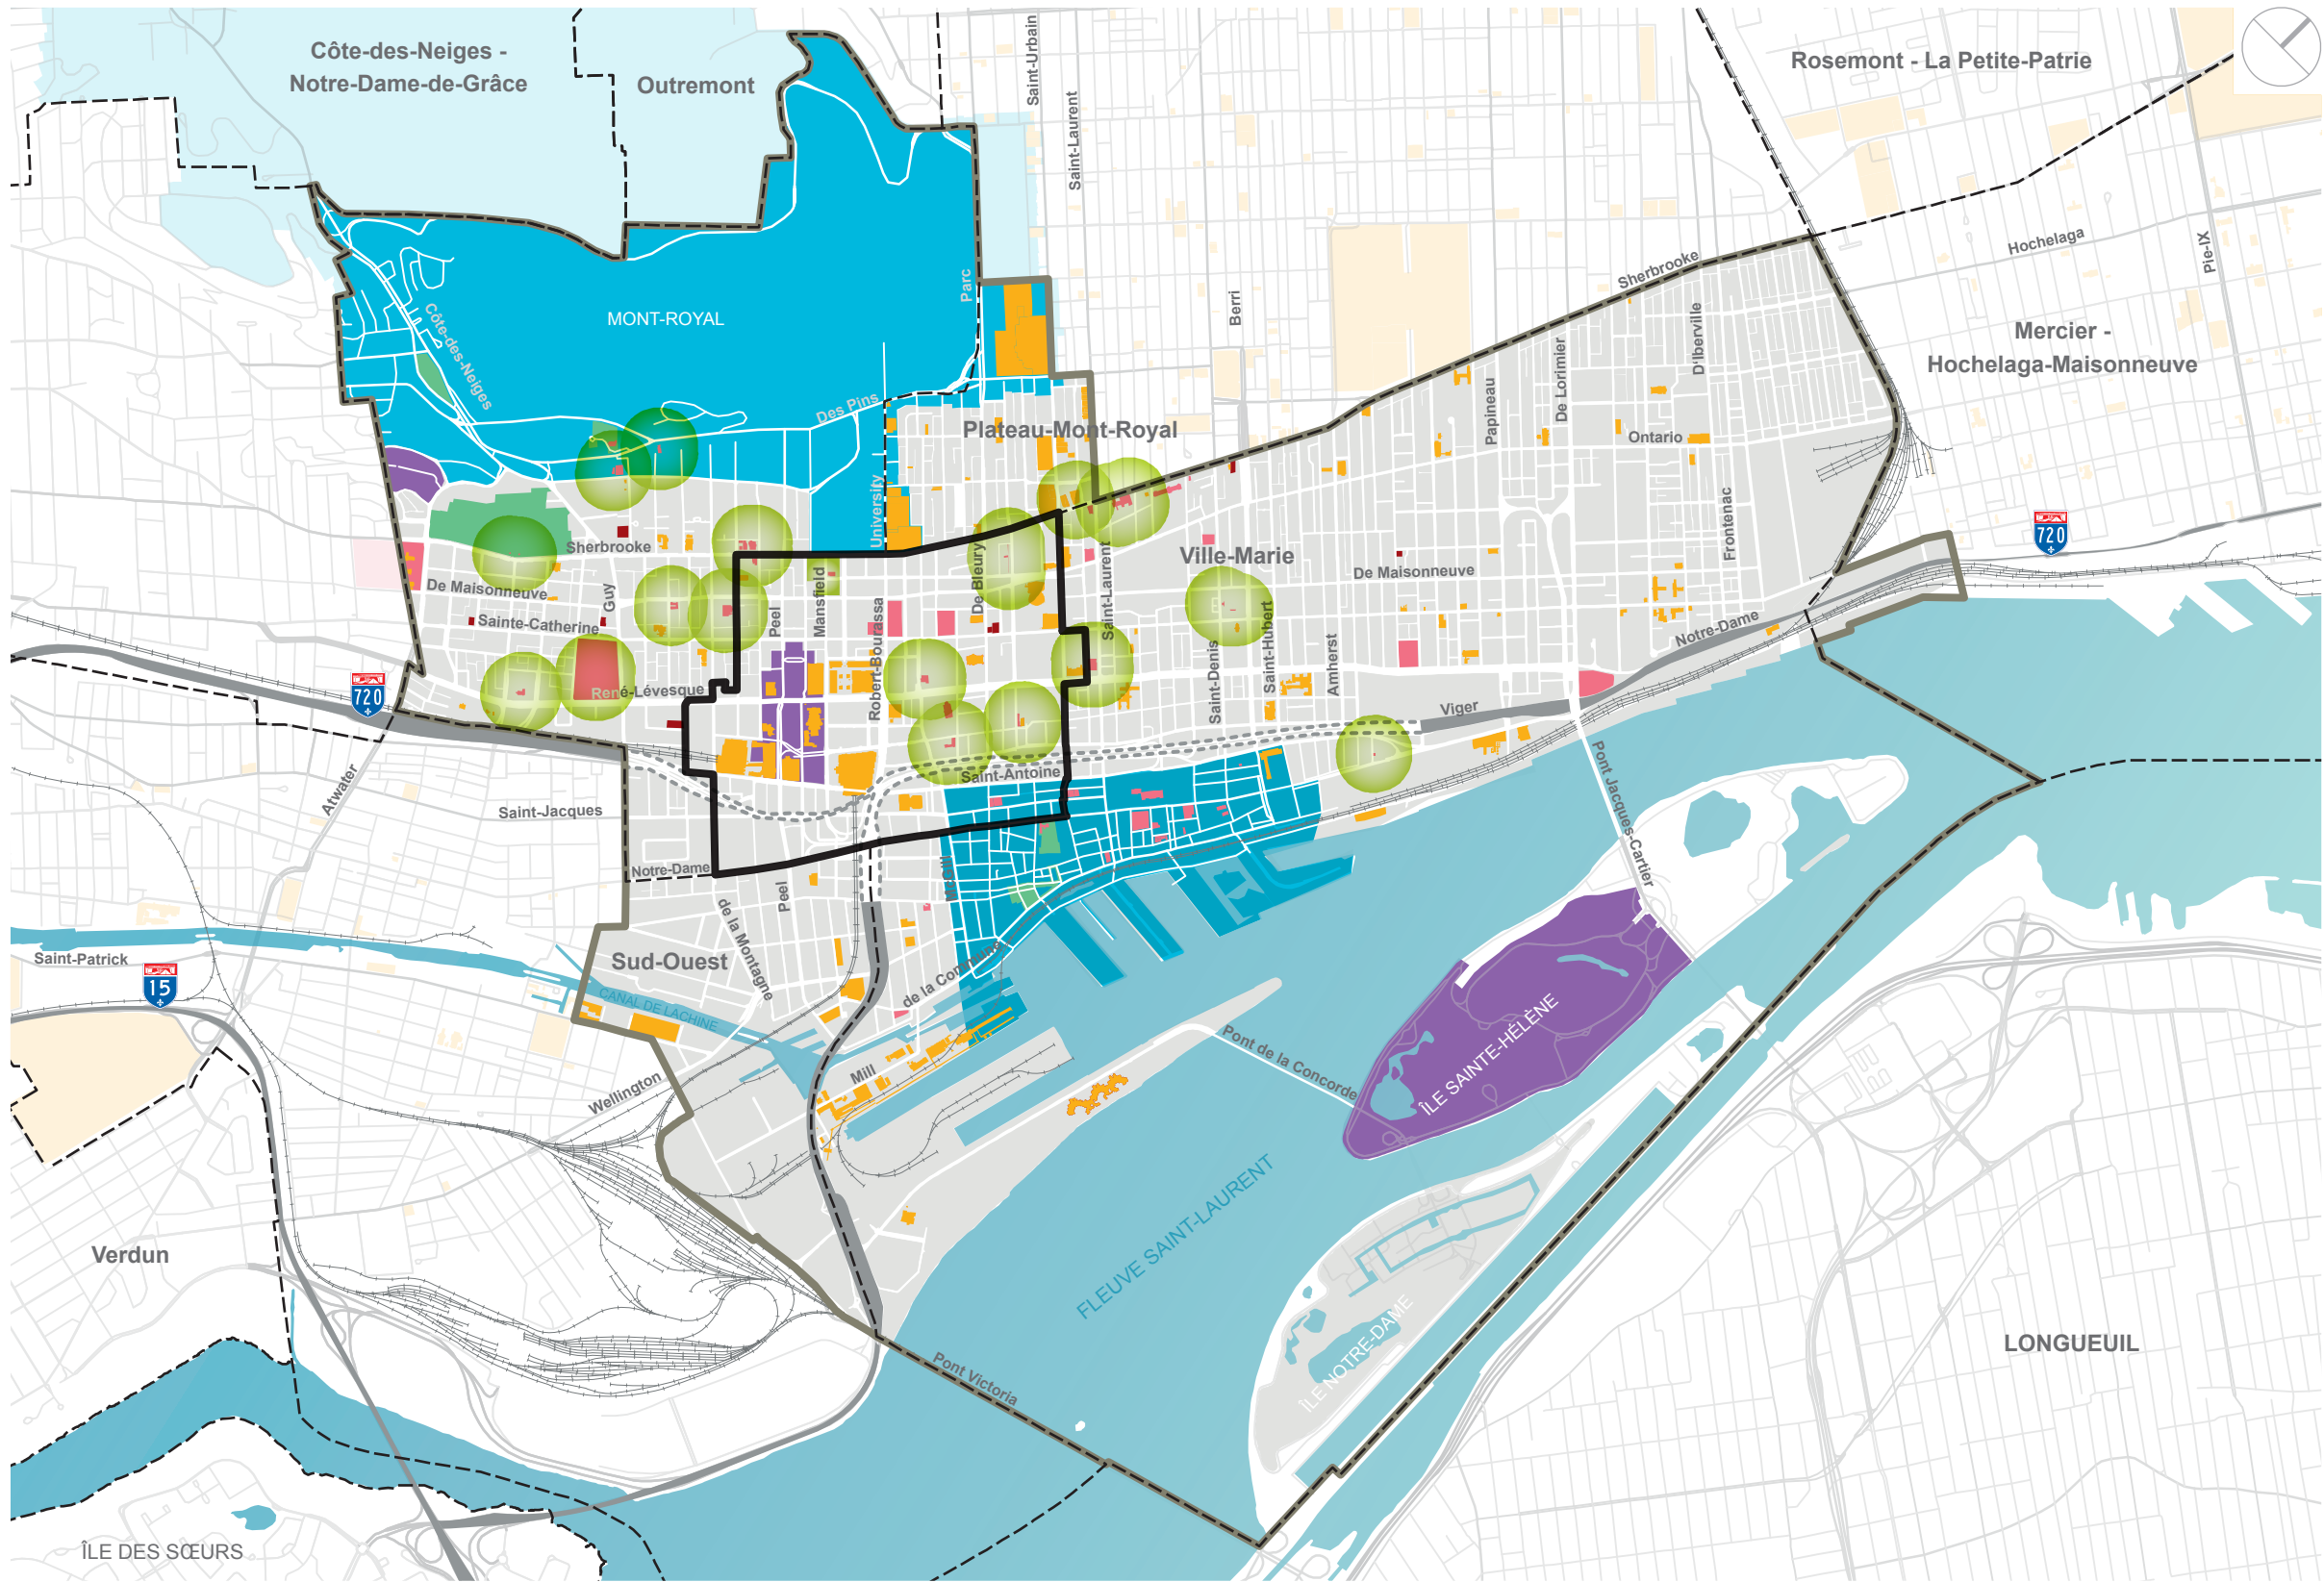 Côte-des-Neiges -
Notre-Dame-de-Grâce
Outremont
Saint-Urbain
Saint-Laurent
Rosemont - La Petite-Patrie
Hochelaga
Pie-IX
Sherbrooke
Parc
Berri
MONT-ROYAL
Côte-des-Neiges
D'Iberville
Mercier -
Hochelaga-Maisonneuve
De Lorimier
Papineau
Des Pins
Plateau-Mont-Royal
Ontario
University
Frontenac
720
Sherbrooke
De Bleury
Saint-Laurent
Ville-Marie
De Maisonneuve
De Maisonneuve
Guy
Peel
Mansfield
Robert-Bourassa
Sainte-Catherine
Saint-Denis
Saint-Hubert
Amherst
Notre-Dame
720
René-Lévesque
Viger
Atwater
Saint-Antoine
Saint-Jacques
Pont Jacques-Cartier
Notre-Dame
Peel
McGill
de la Montagne
Saint-Patrick
15
Sud-Ouest
de la Commune
CANAL DE LACHINE
Pont de la Concorde
ÎLE SAINTE-HÉLÈNE
Mill
Wellington
FLEUVE SAINT-LAURENT
Verdun
ÎLE NOTRE-DAME
LONGUEUIL
Pont Victoria
ÎLE DES SŒURS